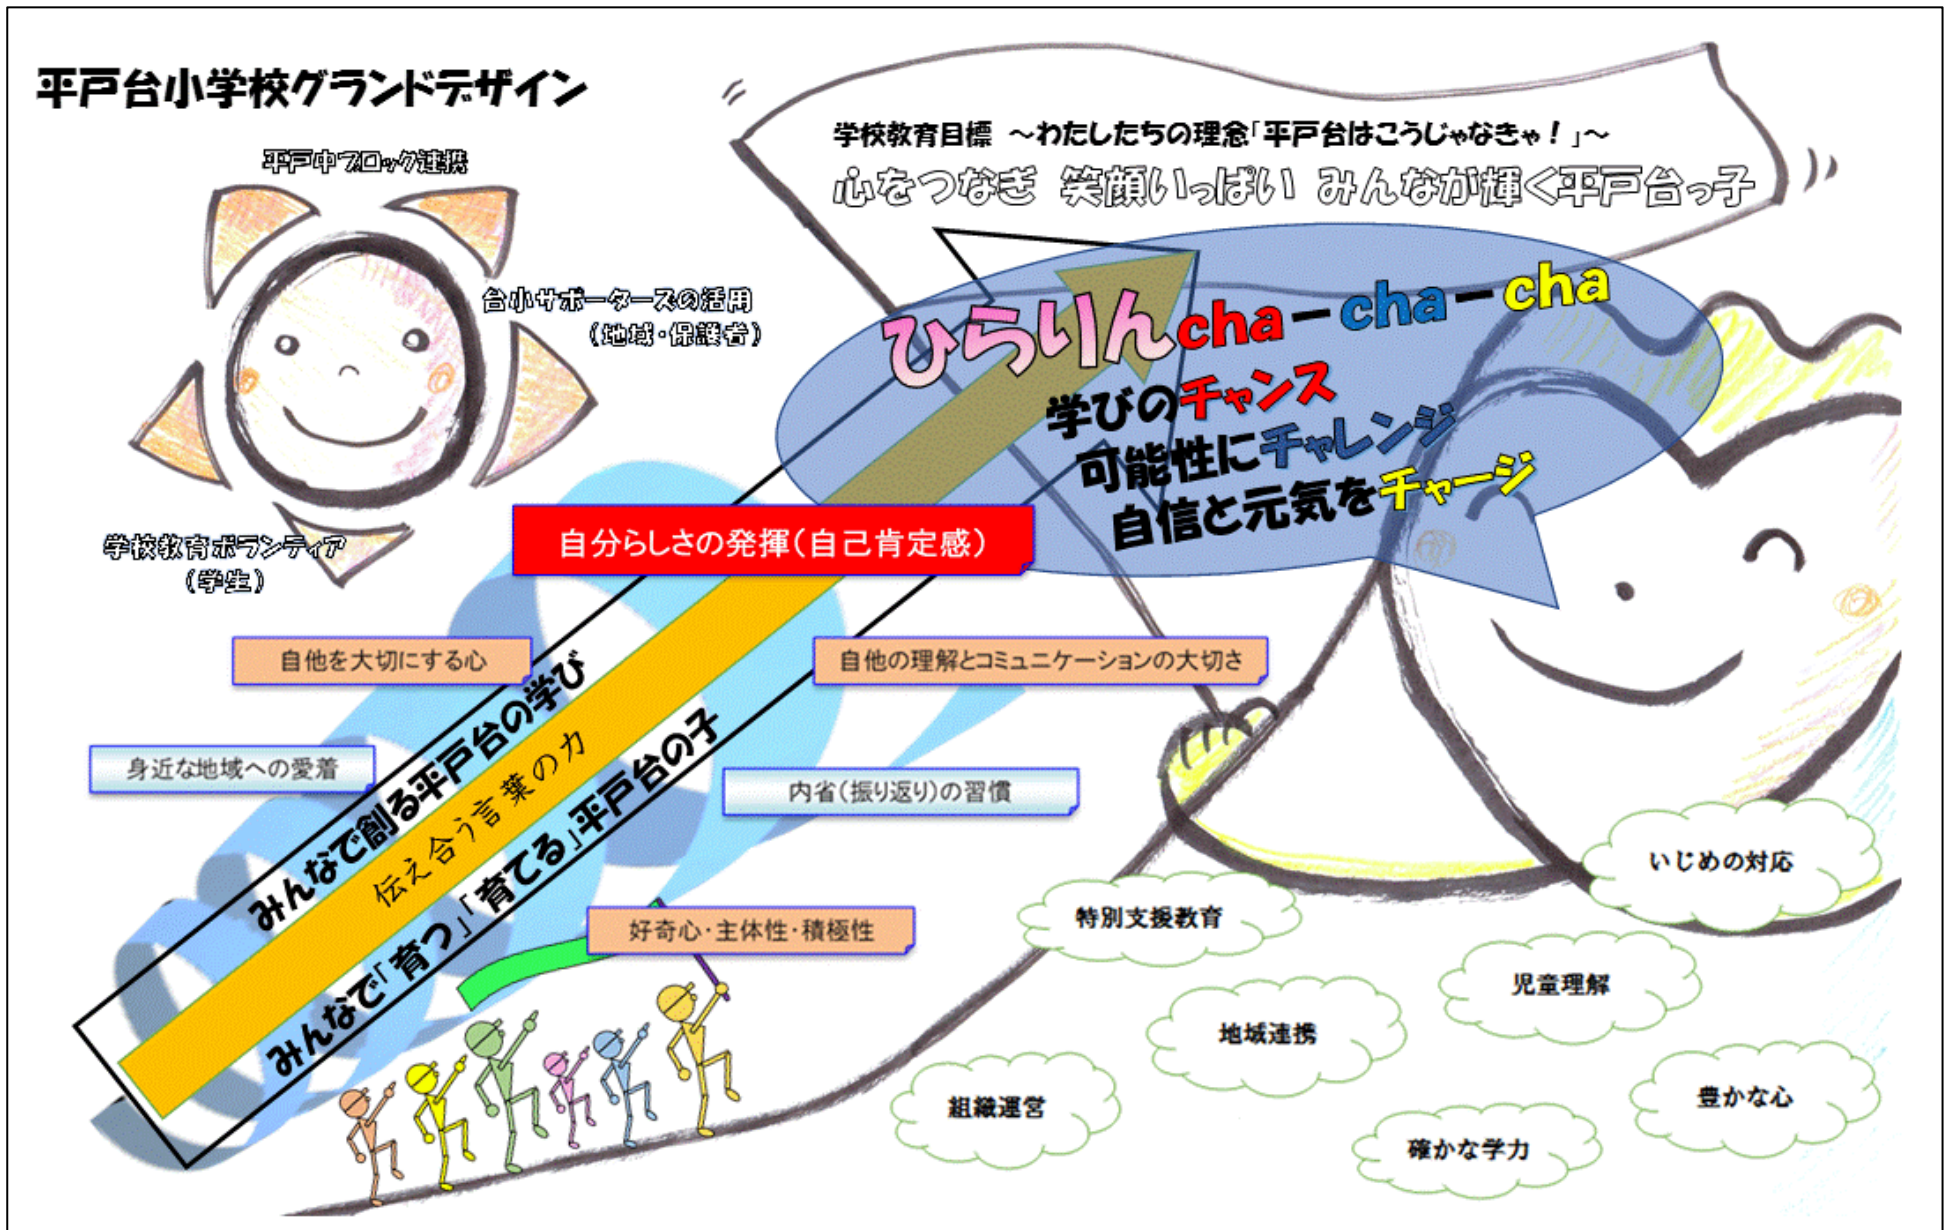 平戸台小学校グランドデザイン
学校教育目標 ～わたしたちの理念「平戸台はこうじゃなきゃ！」～
心をつなぎ 笑顔いっぱい みんなが輝く平戸台っ子
平戸中ブロック連携
台小サポーターズの活用
（地域・保護者）
学校教育ボランティア
（学生）
ひらりんcha－cha－cha
学びのチャンス
可能性にチャレンジ
自信と元気をチャージ
自分らしさの発揮（自己肯定感）
自他を大切にする心
自他の理解とコミュニケーションの大切さ
身近な地域への愛着
内省（振り返り）の習慣
好奇心・主体性・積極性
みんなで創る平戸台の学び
伝え合う言葉の力
みんなで「育つ」「育てる」平戸台の子
いじめの対応
特別支援教育
児童理解
地域連携
組織運営
豊かな心
確かな学力